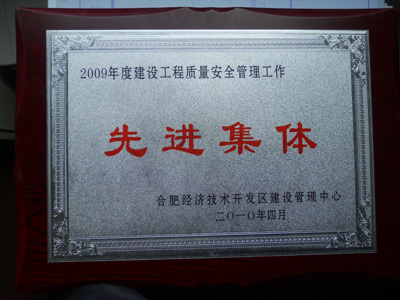 2009年度建设工程质量安全管理工作
先进集体
合肥经济技术开发区建设管理中心
二〇一〇年四月